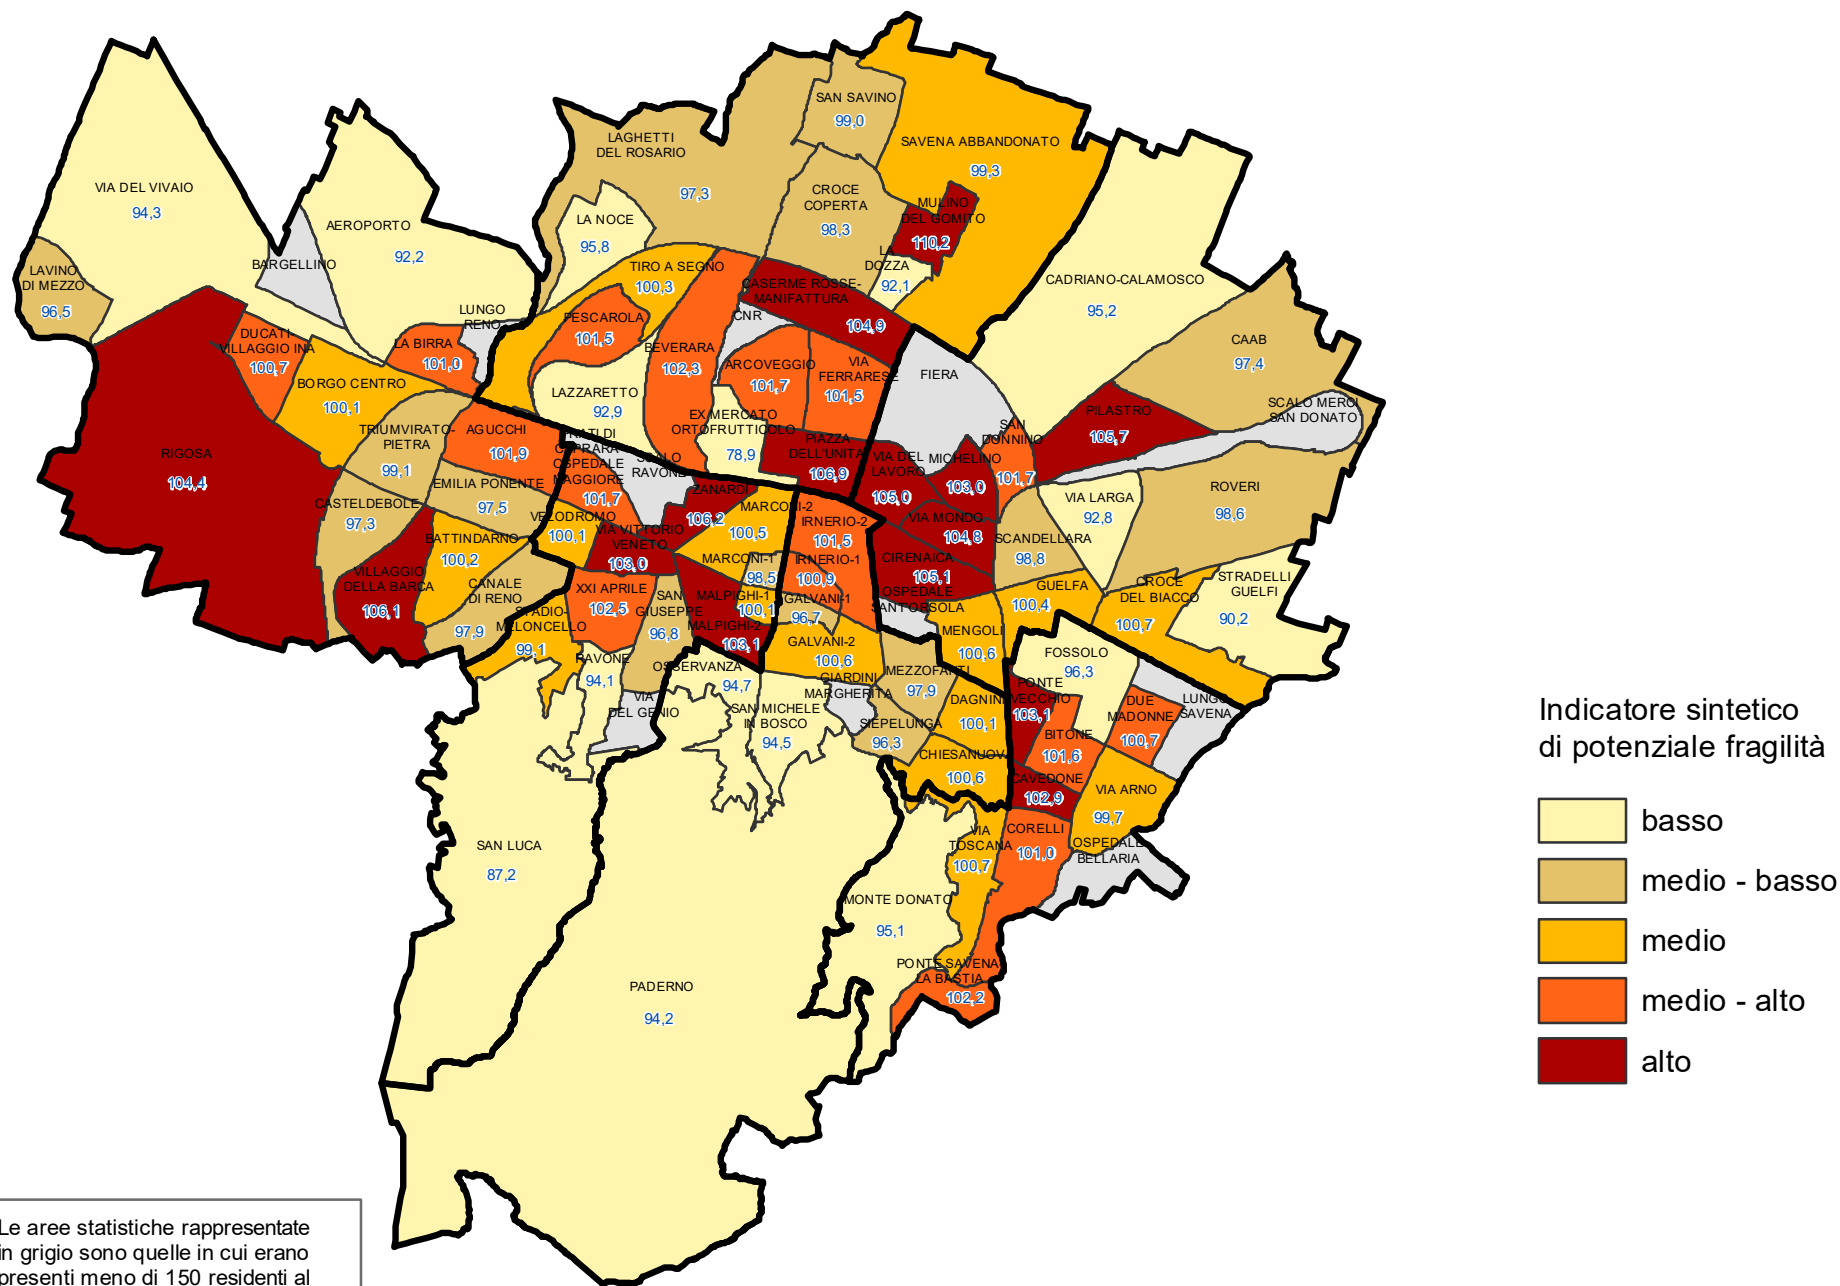 SAN SAVINO
99,0
LAGHETTI
DEL ROSARIO
97,3
SAVENA ABBANDONATO
99,3
VIA DEL VIVAIO
94,3
AEROPORTO
92,2
LA NOCE
95,8
CROCE
COPERTA
98,3
MULINO
DEL GOMITO
110,2
LA
DOZZA
92,1
BARGELLINO
LAVINO
DI MEZZO
96,5
TIRO A SEGNO
100,3
CASERME ROSSE-
MANIFATTURA
104,9
CADRIANO-CALAMOSCO
95,2
LUNGO
RENO
PESCAROLA
101,5
CNR
DUCATI-
VILLAGGIO INA
100,7
LA BIRRA
101,0
BEVERARA
102,3
ARCOVEGGIO
101,7
VIA
FERRARESE
101,5
FIERA
CAAB
97,4
BORGO CENTRO
100,1
LAZZARETTO
92,9
EX MERCATO
ORTOFRUTTICOLO
78,9
PILASTRO
105,7
SCALO MERCI
SAN DONATO
TRIUMVIRATO-
PIETRA
99,1
AGUCCHI
101,9
PRATI DI
CAPRARA-
OSPEDALE
MAGGIORE
101,7
SCALO
RAVONE
PIAZZA
DELL'UNITA'
106,9
SAN
DONNINO
101,7
RIGOSA
104,4
VIA DEL
LAVORO
105,0
MICHELINO
103,0
EMILIA PONENTE
97,5
ZANARDI
106,2
VIA LARGA
92,8
ROVERI
98,6
CASTELDEBOLE
97,3
VELODROMO
100,1
VIA VITTORIO
VENETO
103,0
MARCONI-2
100,5
IRNERIO-2
101,5
VIA MONDO
104,8
SCANDELLARA
98,8
BATTINDARNO
100,2
MARCONI-1
98,5
IRNERIO-1
100,9
CIRENAICA
105,1
VILLAGGIO
DELLA BARCA
106,1
CANALE
DI RENO
97,9
XXI APRILE
102,5
SAN
GIUSEPPE
96,8
MALPIGHI-1
100,1
GALVANI-1
96,7
OSPEDALE
SANT'ORSOLA
GUELFA
100,4
CROCE
DEL BIACCO
100,7
STRADELLI
GUELFI
90,2
STADIO-
MELONCELLO
99,1
MALPIGHI-2
103,1
GALVANI-2
100,6
MENGOLI
100,6
FOSSOLO
96,3
RAVONE
94,1
OSSERVANZA
94,7
GIARDINI
MARGHERITA
MEZZOFANTI
97,9
PONTE
VECCHIO
103,1
VIA
DEL GENIO
SAN MICHELE
IN BOSCO
94,5
SIEPELUNGA
96,3
DAGNINI
100,1
DUE
MADONNE
100,7
LUNGO
SAVENA
BITONE
101,6
CHIESANUOVA
100,6
CAVEDONE
102,9
VIA ARNO
99,7
SAN LUCA
87,2
VIA
TOSCANA
100,7
CORELLI
101,0
OSPEDALE
BELLARIA
MONTE DONATO
95,1
PONTE SAVENA-
LA BASTIA
102,2
PADERNO
94,2
Indicatore sintetico
di potenziale fragilità
basso
medio - basso
medio
medio - alto
alto
Le aree statistiche rappresentate
in grigio sono quelle in cui erano
presenti meno di 150 residenti al